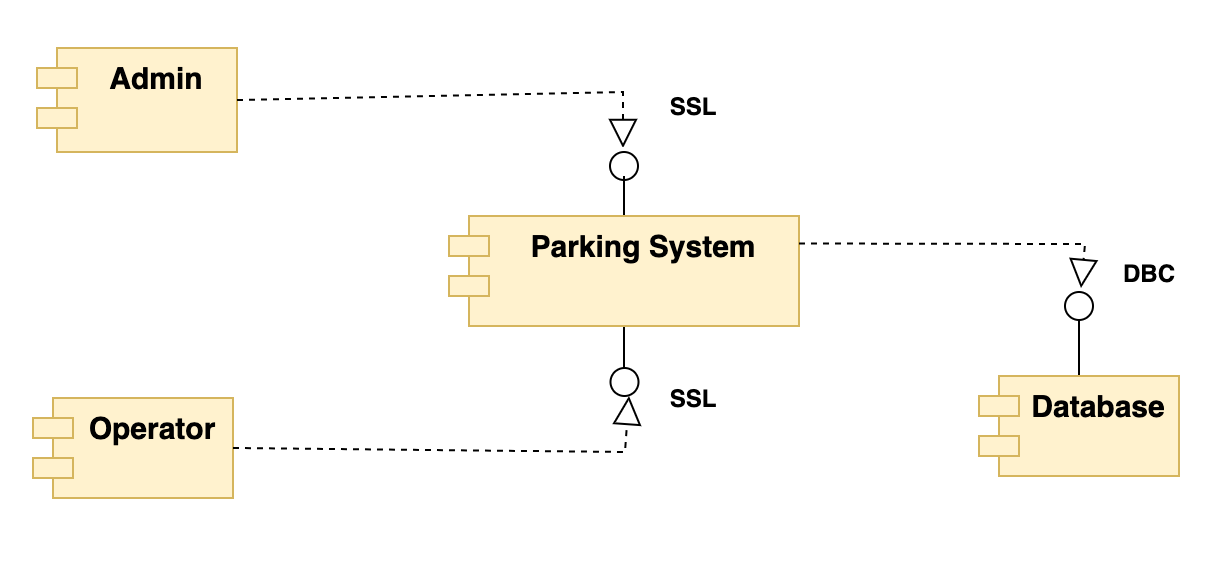 Admin
SSL
Parking System
DBC
SSL
Database
Operator